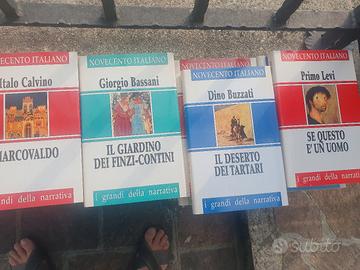 NOVECENTO ITALIANO
Italo Calvino
MARCOVALDO
i grandi della narrativa
NOVECENTO ITALIANO
Giorgio Bassani
IL GIARDINO
DEI FINZI-CONTINI
i grandi della narrativa
NOVECENTO ITALIANO
NOVECENTO ITALIANO
Dino Buzzati
IL DESERTO
DEI TARTARI
i grandi della narrativa
NOVECENTO ITALIANO
Primo Levi
SE QUESTO
E' UN UOMO
i grandi della narrativa
subito